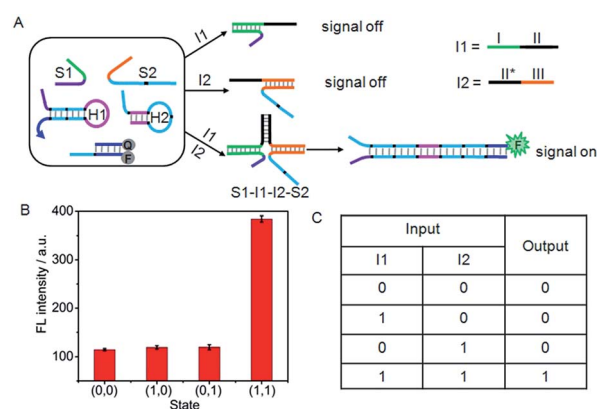 A
S1
S2
H1
H2
Q
F
I1
signal off
I2
signal off
I1
I2
S1-I1-I2-S2
F
signal on
I1 =
I
II
I2 =
II*
III
B
FL intensity / a.u.
400
300
200
100
(0,0)
(1,0)
(0,1)
(1,1)
State
C
Input
Output
I1
I2
0 0 0
1 0 0
0 1 0
1 1 1